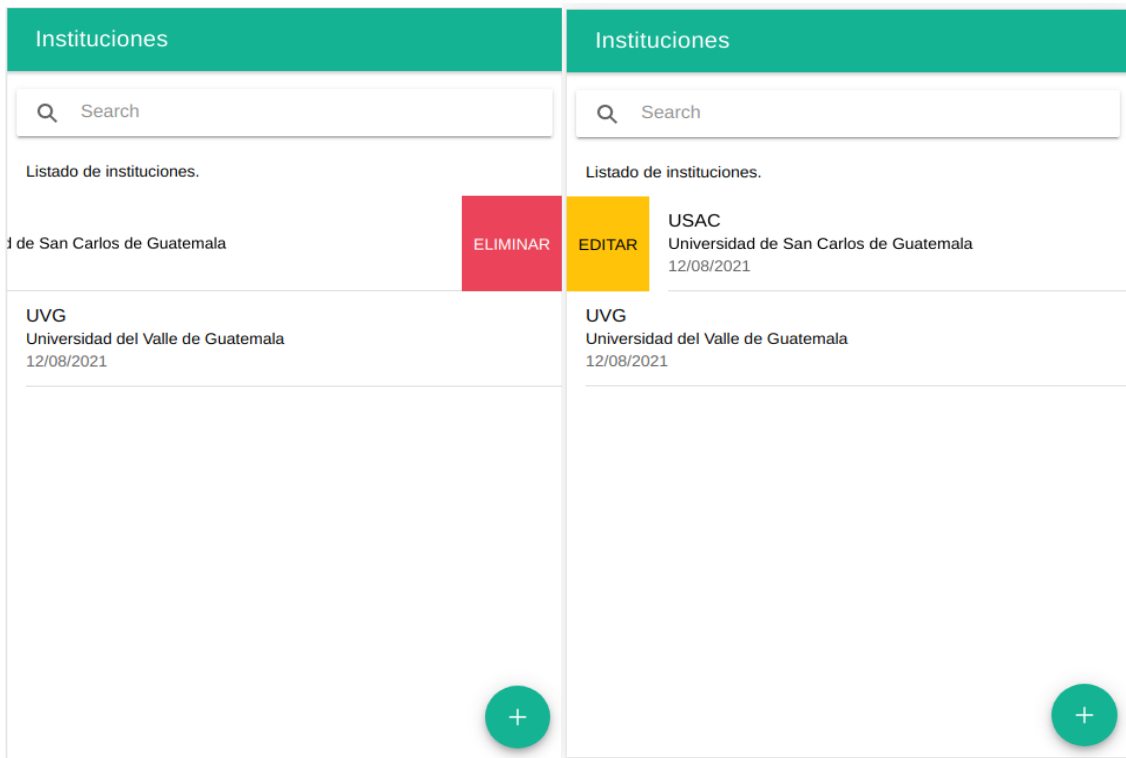 Instituciones
Search
Listado de instituciones.
de San Carlos de Guatemala
ELIMINAR
UVG
Universidad del Valle de Guatemala
12/08/2021
+
Instituciones
Search
Listado de instituciones.
EDITAR
USAC
Universidad de San Carlos de Guatemala
12/08/2021
UVG
Universidad del Valle de Guatemala
12/08/2021
+